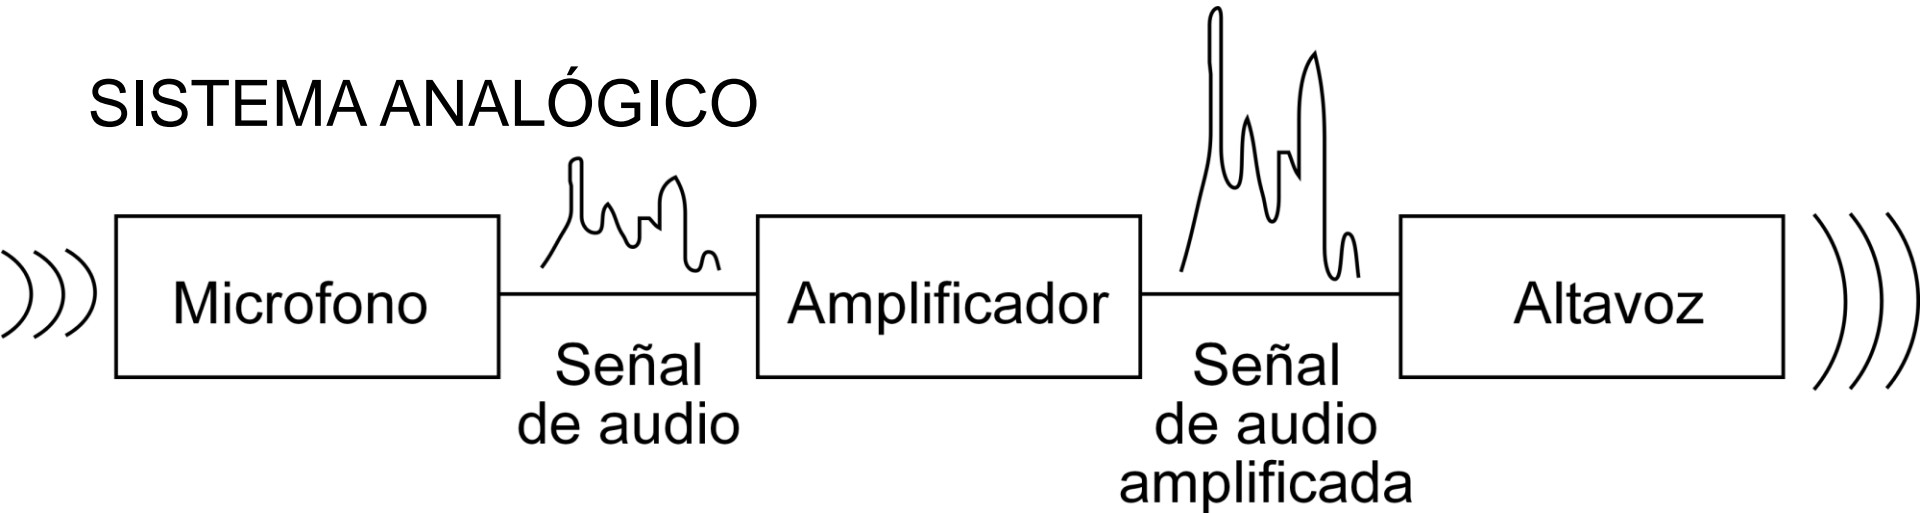 SISTEMA ANALÓGICO
Microfono
Señal
de audio
Amplificador
Señal
de audio
amplificada
Altavoz